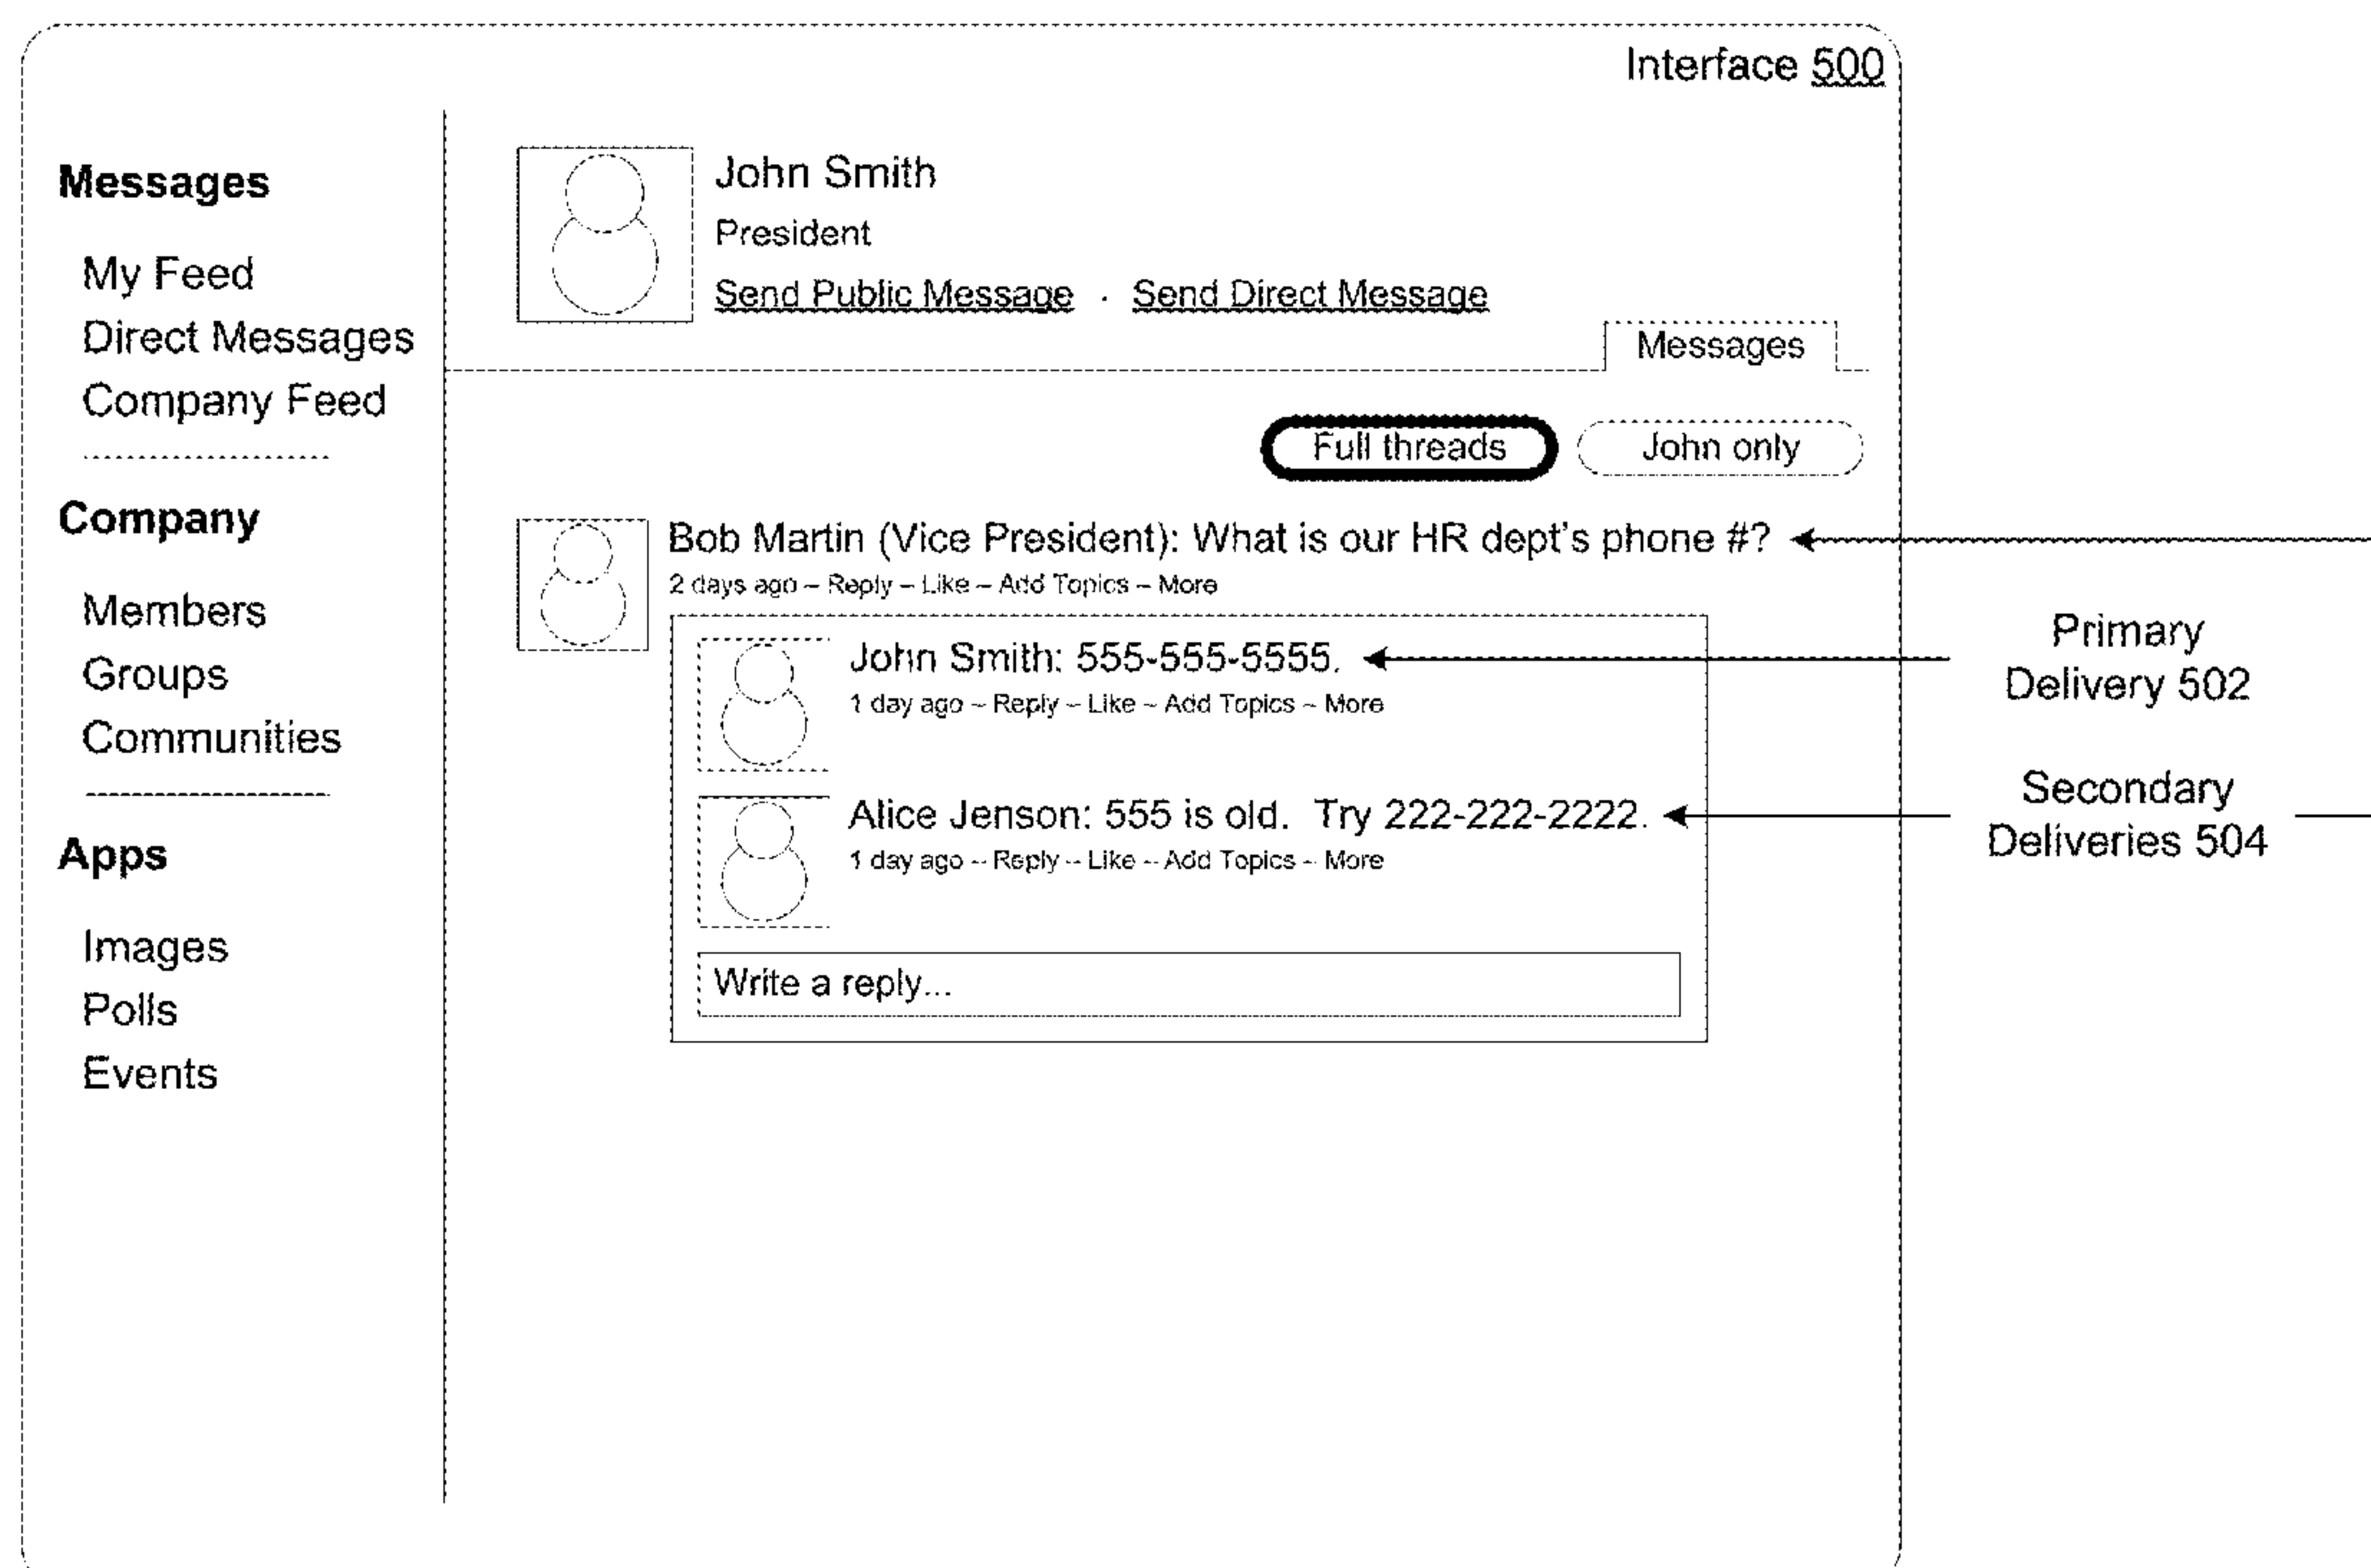 Interface 500
Messages
My Feed
Direct Messages
Company Feed
Company
Members
Groups
Communities
Apps
Images
Polls
Events
John Smith
President
Send Public Message · Send Direct Message
Messages
Full threads
John only
Bob Martin (Vice President): What is our HR dept's phone #?
2 days ago – Reply – Like – Add Topics – More
John Smith: 555-555-5555.
1 day ago – Reply – Like – Add Topics – More
Alice Jenson: 555 is old. Try 222-222-2222.
1 day ago – Reply – Like – Add Topics – More
Write a reply...
Primary
Delivery 502
Secondary
Deliveries 504